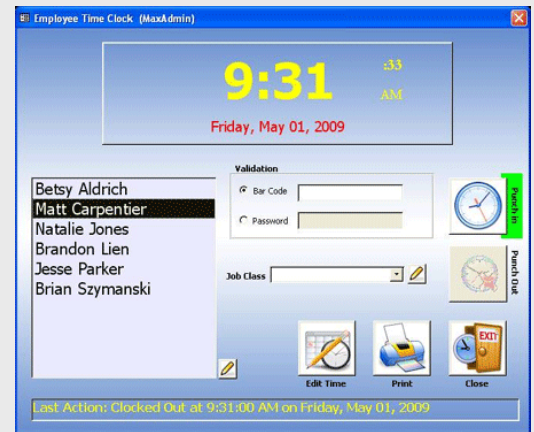 Employee Time Clock (MaxAdmin)
9:31 :33 AM
Friday, May 01, 2009
Validation
Bar Code
Password
Betsy Aldrich
Matt Carpentier
Natalie Jones
Brandon Lien
Jesse Parker
Brian Szymanski
Job Class
Punch in
Punch Out
EXIT
Edit Time
Print
Close
Last Action: Clocked Out at 9:31:00 AM on Friday, May 01, 2009